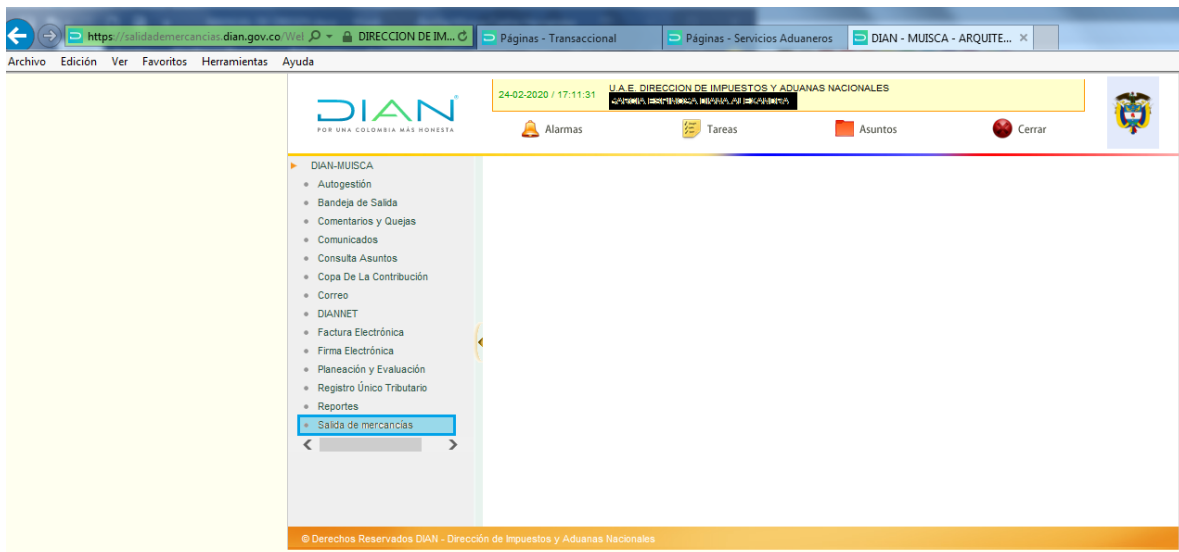 https://salidademercancias.dian.gov.co/Wel
DIRECCION DE IM...
Páginas - Transaccional
Páginas - Servicios Aduaneros
DIAN - MUISCA - ARQUITE...
Archivo Edición Ver Favoritos Herramientas Ayuda
DIAN
POR UNA COLOMBIA MÁS HONESTA
24-02-2020 / 17:11:31
U.A.E. DIRECCION DE IMPUESTOS Y ADUANAS NACIONALES
Alarmas
Tareas
Asuntos
Cerrar
DIAN-MUISCA
Autogestión
Bandeja de Salida
Comentarios y Quejas
Comunicados
Consulta Asuntos
Copa De La Contribución
Correo
DIANNET
Factura Electrónica
Firma Electrónica
Planeación y Evaluación
Registro Único Tributario
Reportes
Salida de mercancías
© Derechos Reservados DIAN - Dirección de Impuestos y Aduanas Nacionales